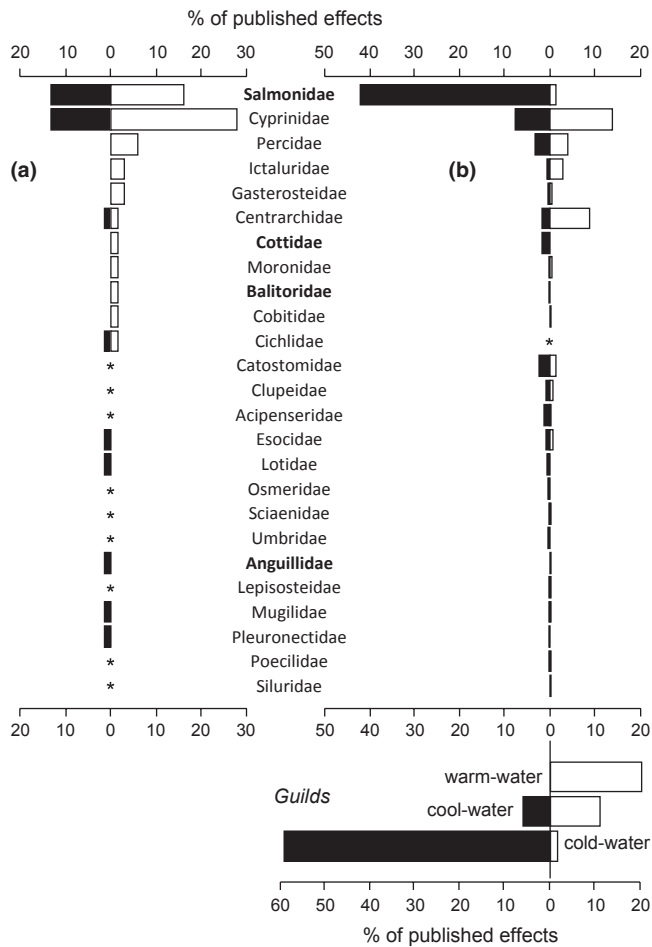 % of published effects
20 10 0 10 20 30 50 40 30 20 10 0 10 20
Salmonidae
Cyprinidae
Percidae
(a) Ictaluridae (b)
Gasterosteidae
Centrarchidae
Cottidae
Moronidae
Balitoridae
Cobitidae
Cichlidae *
* Catostomidae
* Clupeidae
* Acipenseridae
Esocidae
Lotidae
* Osmeridae
* Sciaenidae
* Umbridae
Anguillidae
* Lepisosteidae
Mugilidae
Pleuronectidae
* Poecilidae
* Siluridae
20 10 0 10 20 30 50 40 30 20 10 0 10 20
warm-water
Guilds
cool-water
cold-water
60 50 40 30 20 10 0 10 20
% of published effects